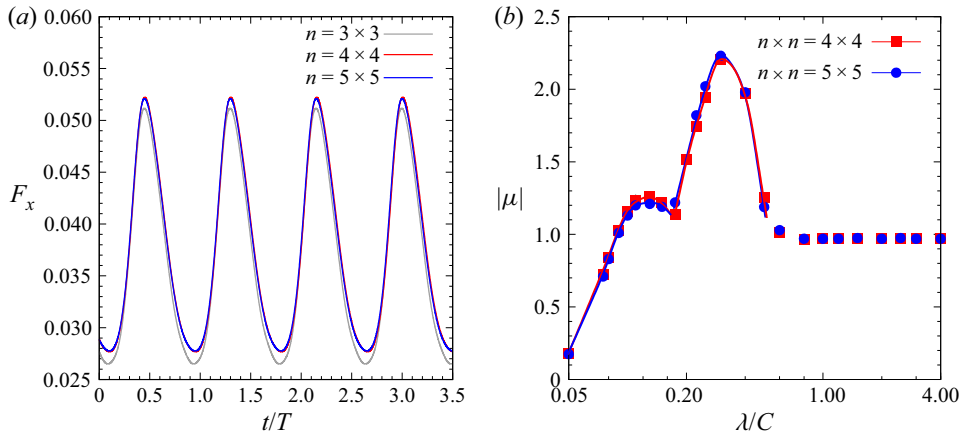 (a)
n = 3 × 3
n = 4 × 4
n = 5 × 5
0.060
0.055
0.050
0.045
0.040
0.035
0.030
0.025
F_x
0
0.5
1.0
1.5
2.0
2.5
3.0
3.5
t/T
(b)
n × n = 4 × 4
n × n = 5 × 5
2.5
2.0
1.5
1.0
0.5
0
|μ|
0.05
0.20
1.00
4.00
λ/C